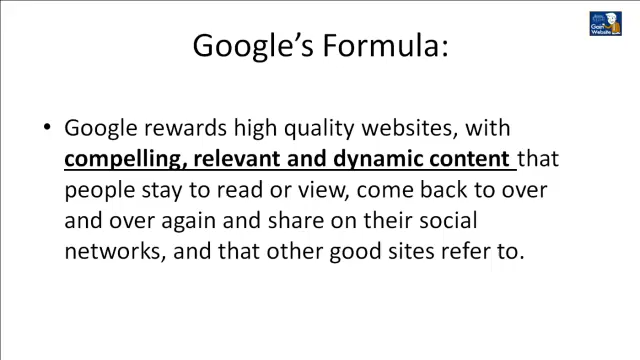 Google's Formula:
• Google rewards high quality websites, with
compelling, relevant and dynamic content that
people stay to read or view, come back to over
and over again and share on their social
networks, and that other good sites refer to.